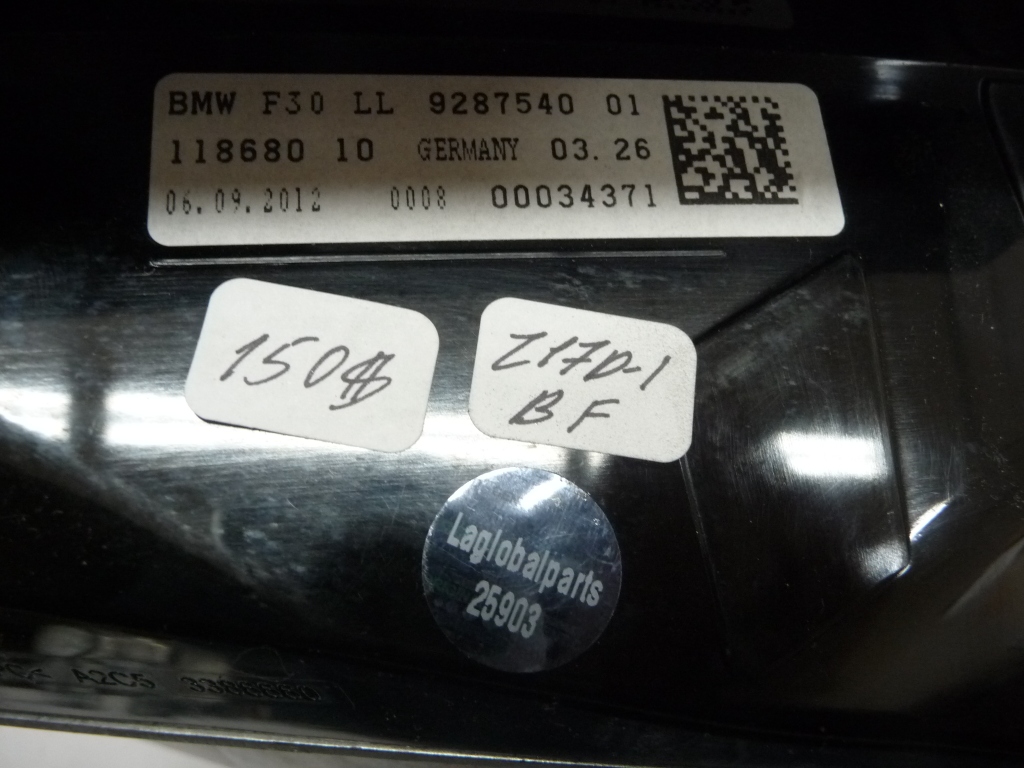 BMW F30 LL 9287540 01
118680 10 GERMANY 03.26
06.09.2012 0008 00034371
150$
Z17D-1
BF
Laglobalparts
25903
A2C5